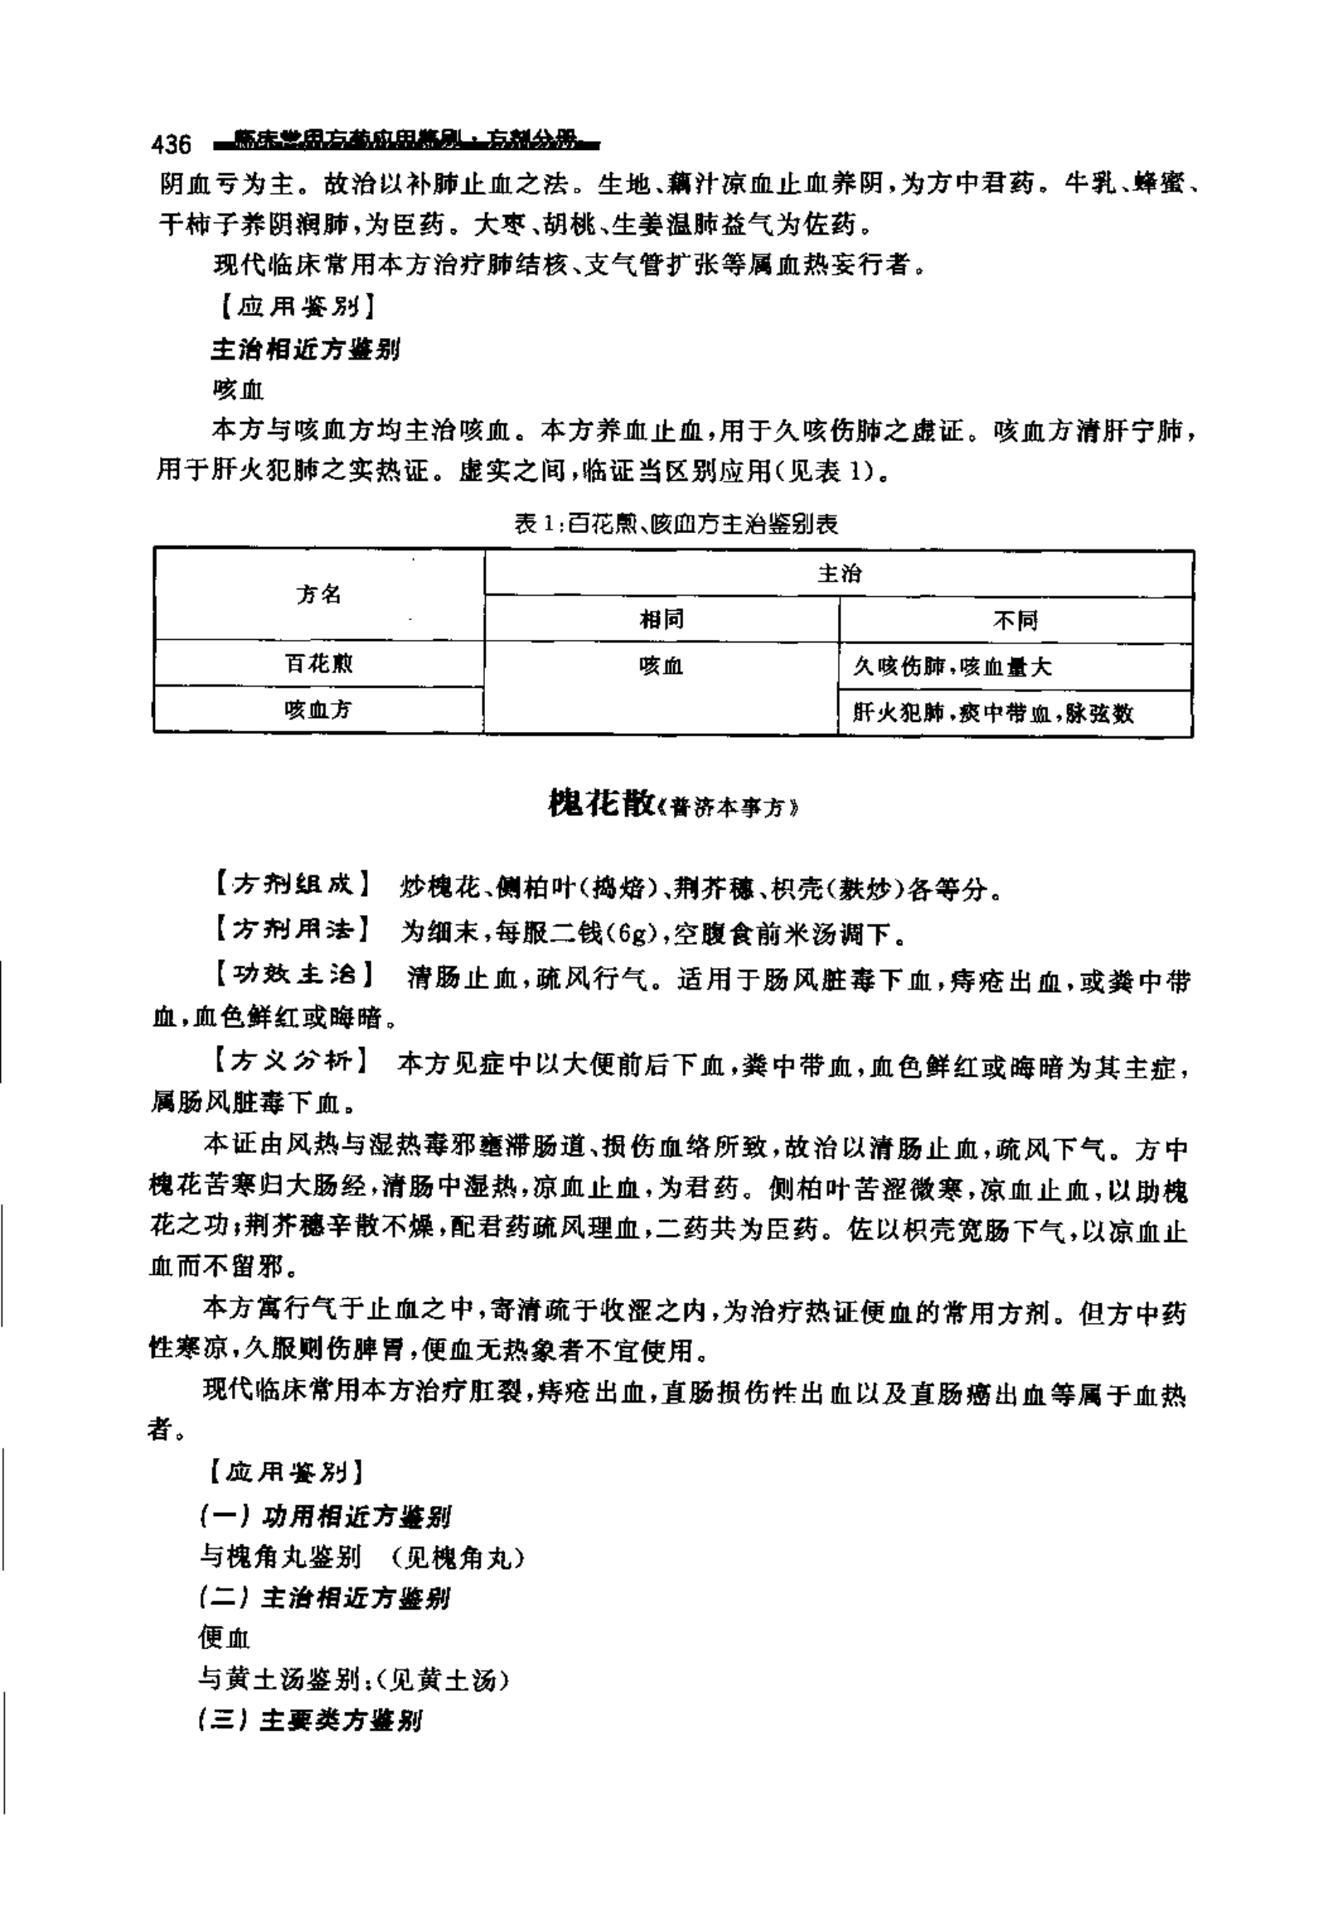 436 临床常用方药应用鉴别·方剂分册
阴血亏为主。故治以补肺止血之法。生地、藕汁凉血止血养阴,为方中君药。牛乳、蜂蜜、
干柿子养阴润肺,为臣药。大枣、胡桃、生姜温肺益气为佐药。
现代临床常用本方治疗肺结核、支气管扩张等属血热妄行者。
【应用鉴别】
主治相近方鉴别
咳血
本方与咳血方均主治咳血。本方养血止血,用于久咳伤肺之虚证。咳血方清肝宁肺,
用于肝火犯肺之实热证。虚实之间,临证当区别应用(见表1)。
表1:百花煎、咳血方主治鉴别表
方名 主治
相同 不同
百花煎 咳血 久咳伤肺,咳血量大
咳血方 肝火犯肺,痰中带血,脉弦数
槐花散《普济本事方》
【方剂组成】 炒槐花、侧柏叶(捣焙)、荆芥穗、枳壳(麸炒)各等分。
【方剂用法】 为细末,每服二钱(6g),空腹食前米汤调下。
【功效主治】 清肠止血,疏风行气。适用于肠风脏毒下血,痔疮出血,或粪中带
血,血色鲜红或晦暗。
【方义分析】 本方见症中以大便前后下血,粪中带血,血色鲜红或晦暗为其主症,
属肠风脏毒下血。
本证由风热与湿热毒邪壅滞肠道、损伤血络所致,故治以清肠止血,疏风下气。方中
槐花苦寒归大肠经,清肠中湿热,凉血止血,为君药。侧柏叶苦涩微寒,凉血止血,以助槐
花之功;荆芥穗辛散不燥,配君药疏风理血,二药共为臣药。佐以枳壳宽肠下气,以凉血止
血而不留邪。
本方寓行气于止血之中,寄清疏于收涩之内,为治疗热证便血的常用方剂。但方中药
性寒凉,久服则伤脾胃,便血无热象者不宜使用。
现代临床常用本方治疗肛裂,痔疮出血,直肠损伤性出血以及直肠癌出血等属于血热
者。
【应用鉴别】
(一)功用相近方鉴别
与槐角丸鉴别 (见槐角丸)
(二)主治相近方鉴别
便血
与黄土汤鉴别:(见黄土汤)
(三)主要类方鉴别